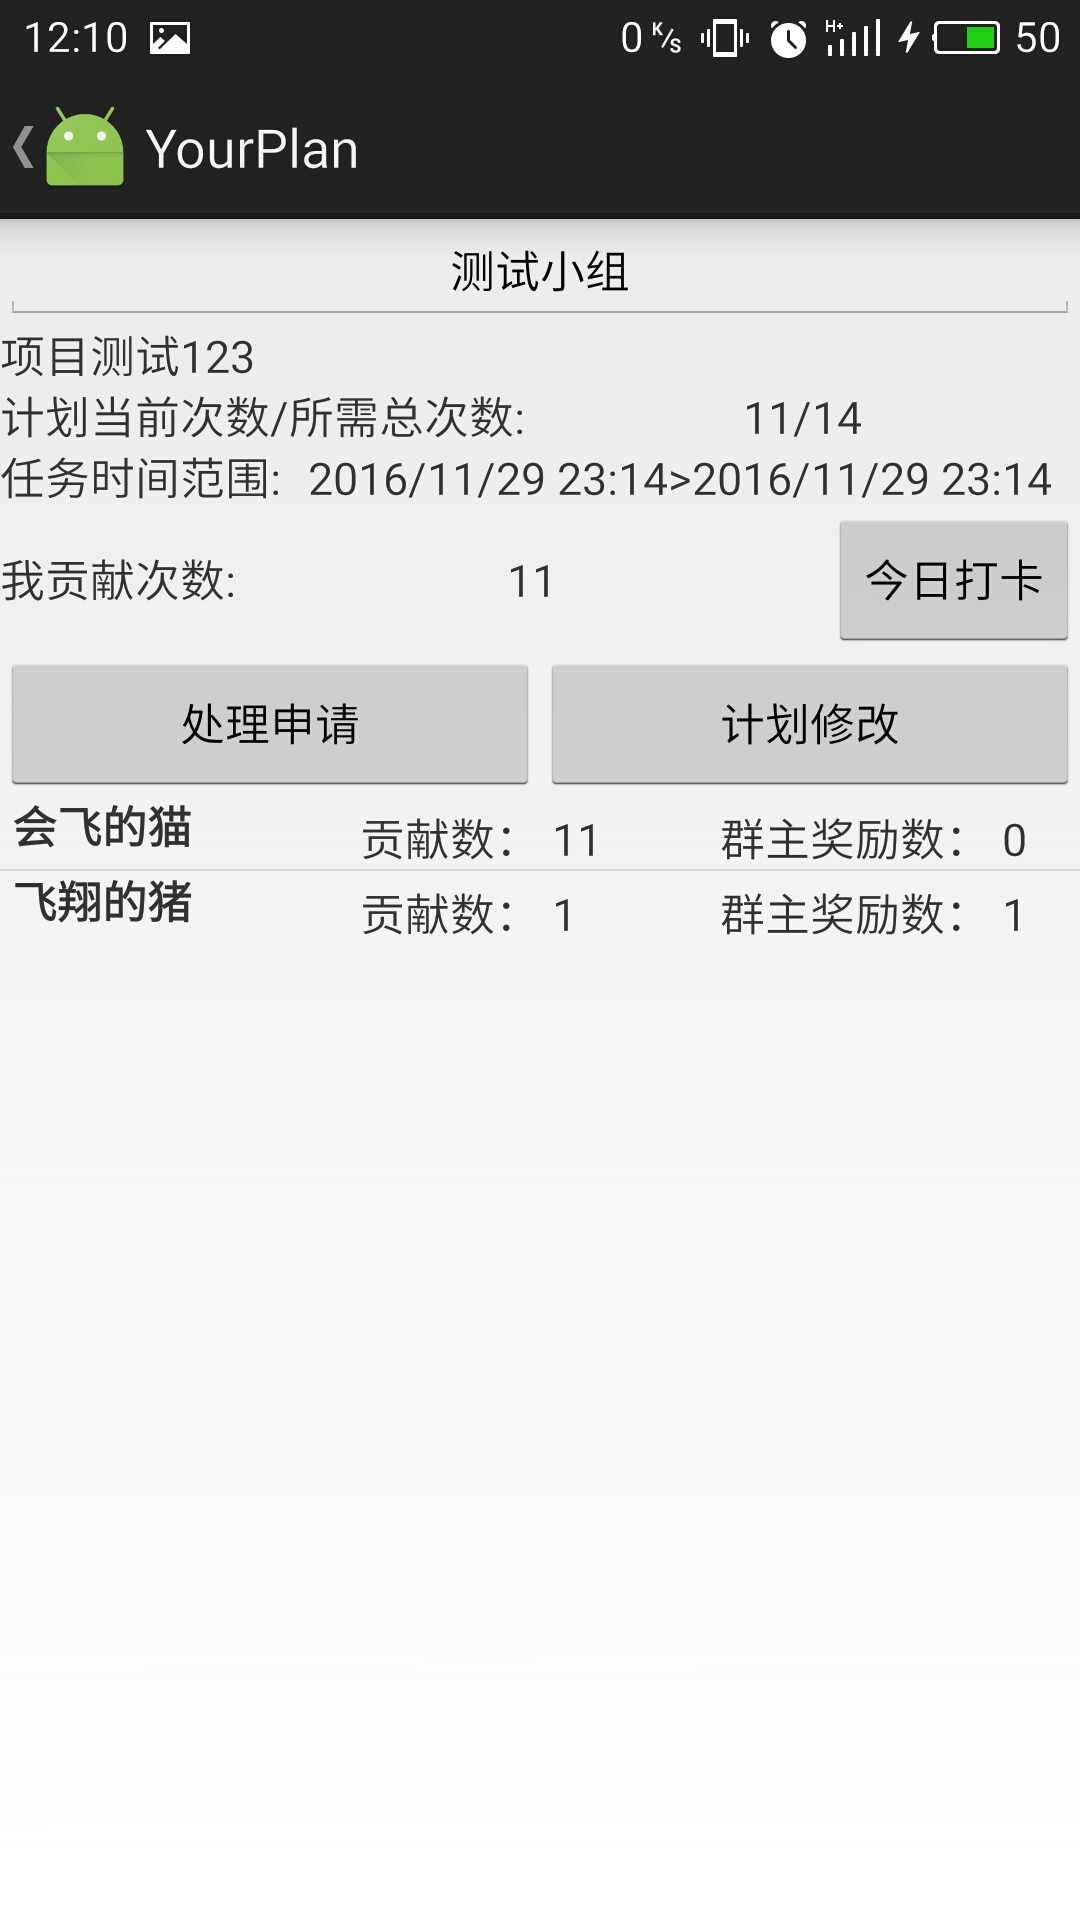 12:10 0 K/s H+ 50
YourPlan
测试小组
项目测试123
计划当前次数/所需总次数: 11/14
任务时间范围: 2016/11/29 23:14>2016/11/29 23:14
我贡献次数: 11 今日打卡
处理申请 计划修改
会飞的猫 贡献数： 11 群主奖励数： 0
飞翔的猪 贡献数： 1 群主奖励数： 1